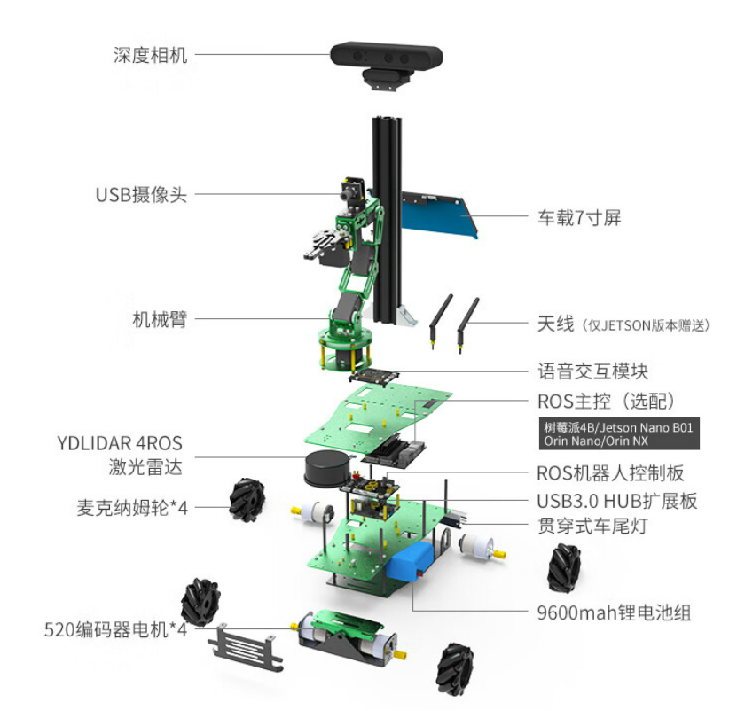 深度相机
USB摄像头
车载7寸屏
机械臂
天线（仅JETSON版本赠送）
语音交互模块
ROS主控（选配）
树莓派4B/Jetson Nano B01
Orin Nano/Orin NX
YDLIDAR 4ROS
激光雷达
ROS机器人控制板
麦克纳姆轮*4
USB3.0 HUB扩展板
贯穿式车尾灯
9600mah锂电池组
520编码器电机*4